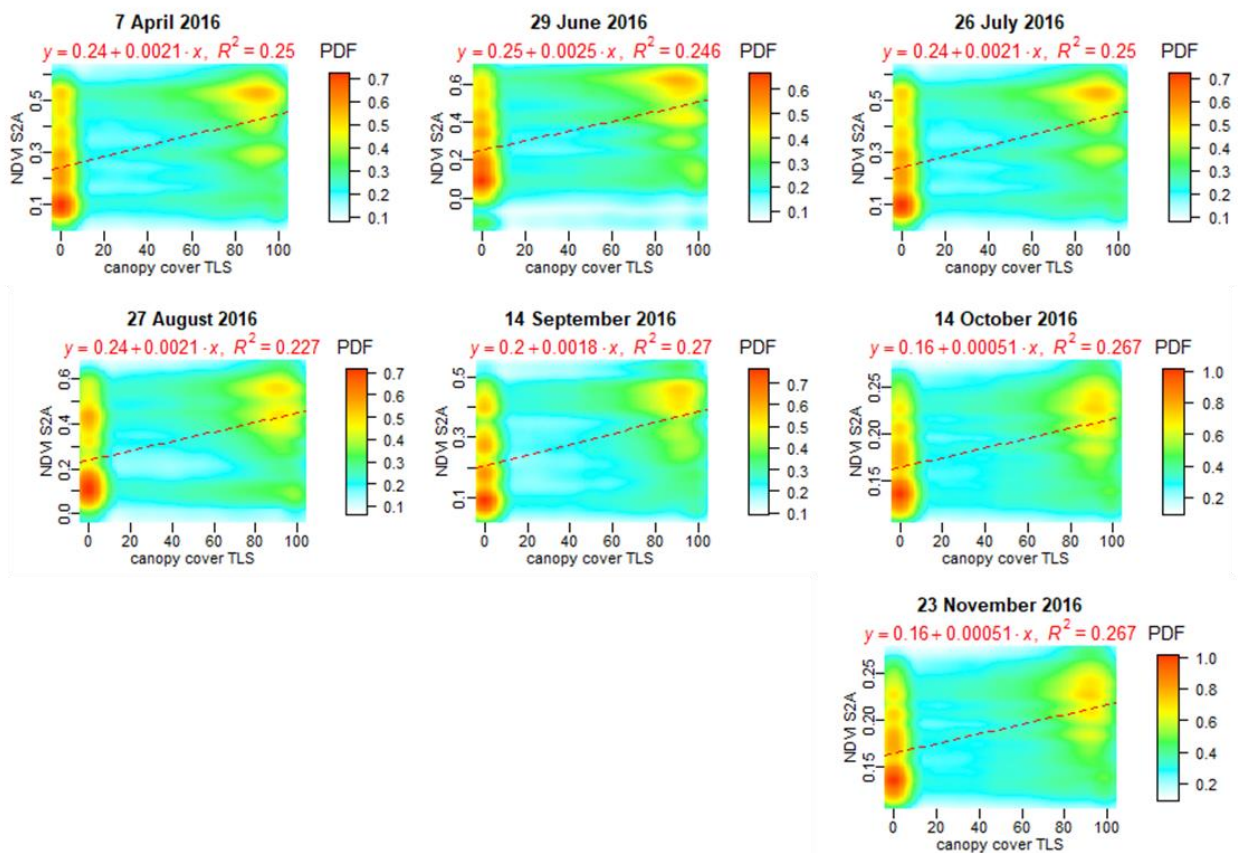 7 April 2016
y = 0.24 + 0.0021 · x, R² = 0.25
PDF
0.7
0.6
0.5
0.4
0.3
0.2
0.1
NDVI S2A
0.5
0.3
0.1
0 20 40 60 80 100
canopy cover TLS
29 June 2016
y = 0.25 + 0.0025 · x, R² = 0.246
PDF
0.6
0.5
0.4
0.3
0.2
0.1
NDVI S2A
0.6
0.4
0.2
0.0
0 20 40 60 80 100
canopy cover TLS
26 July 2016
y = 0.24 + 0.0021 · x, R² = 0.25
PDF
0.7
0.6
0.5
0.4
0.3
0.2
0.1
NDVI S2A
0.5
0.3
0.1
0 20 40 60 80 100
canopy cover TLS
27 August 2016
y = 0.24 + 0.0021 · x, R² = 0.227
PDF
0.7
0.6
0.5
0.4
0.3
0.2
0.1
NDVI S2A
0.6
0.4
0.2
0.0
0 20 40 60 80 100
canopy cover TLS
14 September 2016
y = 0.2 + 0.0018 · x, R² = 0.27
PDF
0.7
0.6
0.5
0.4
0.3
0.2
0.1
NDVI S2A
0.5
0.3
0.1
0 20 40 60 80 100
canopy cover TLS
14 October 2016
y = 0.16 + 0.00051 · x, R² = 0.267
PDF
1.0
0.8
0.6
0.4
0.2
NDVI S2A
0.25
0.20
0.15
0 20 40 60 80 100
canopy cover TLS
23 November 2016
y = 0.16 + 0.00051 · x, R² = 0.267
PDF
1.0
0.8
0.6
0.4
0.2
NDVI S2A
0.25
0.20
0.15
0 20 40 60 80 100
canopy cover TLS